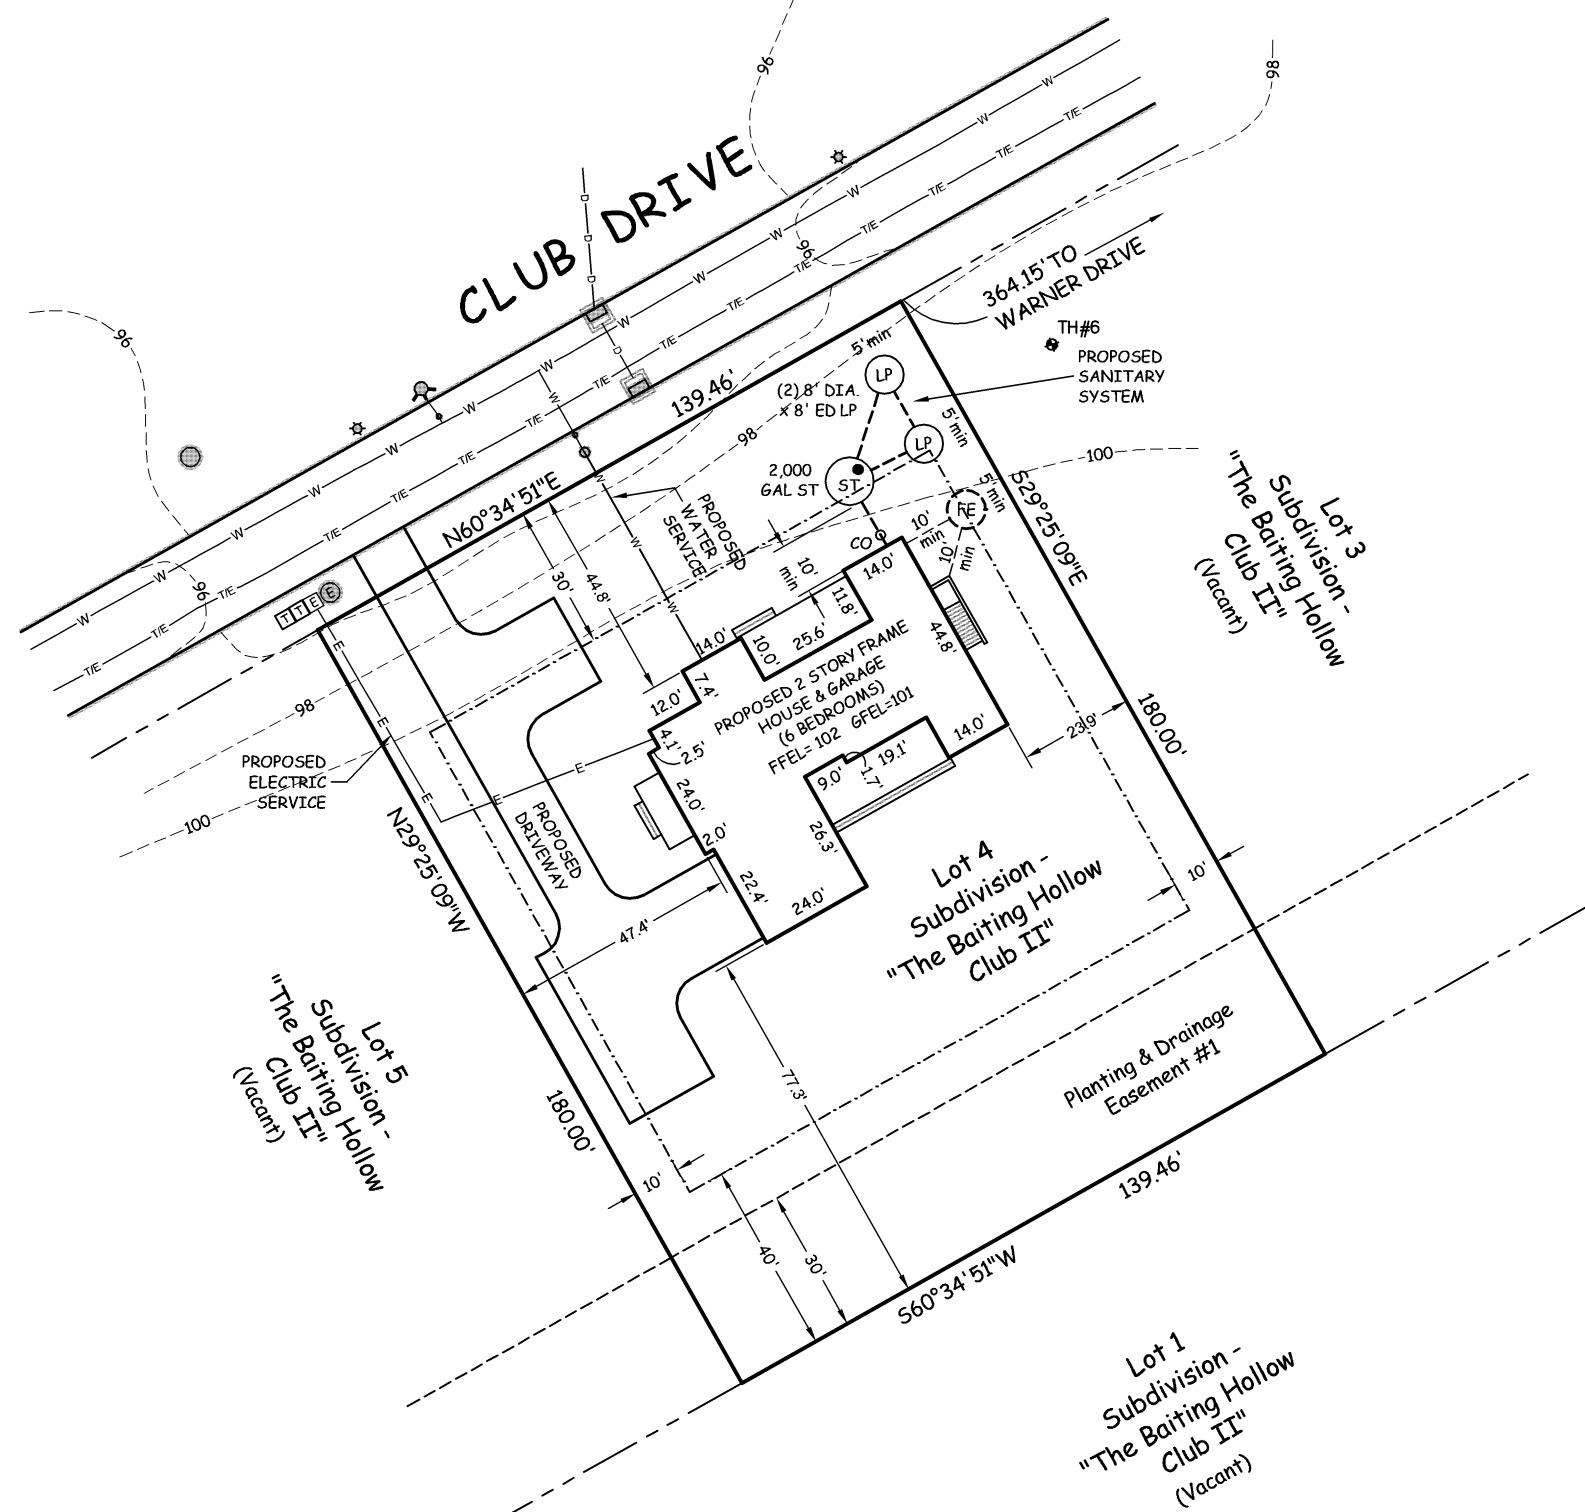 96
98
CLUB DRIVE
W
W
W
W
W
W
W
W
W
W
W
W
W
W
T/E
T/E
T/E
T/E
T/E
T/E
T/E
T/E
T/E
T/E
T/E
T/E
T/E
T/E
D
D
D
D
96
96
96
364.15' TO
WARNER DRIVE
TH#6
PROPOSED
SANITARY
SYSTEM
139.46'
N60°34'51"E
98
98
100
100
5' min
LP
(2) 8' DIA.
x 8' ED LP
5' min
LP
2,000
GAL ST
ST
5' min
FE
CO
10'
min
10'
min
10'
min
S29°25'09"E
180.00'
Lot 3
Subdivision -
"The Baiting Hollow
Club II"
(Vacant)
PROPOSED
WATER
SERVICE
W
W
W
W
30'
44.8'
T T E E
E
E
E
E
E
PROPOSED
ELECTRIC
SERVICE
PROPOSED
DRIVEWAY
14.0'
11.8'
25.6'
10.0'
14.0'
7.4'
12.0'
4.1'
2.5'
24.0'
2.0'
22.4'
24.0'
26.3'
9.0'
1.7'
19.1'
14.0'
44.8'
PROPOSED 2 STORY FRAME
HOUSE & GARAGE
(6 BEDROOMS)
FFEL= 102 GFEL=101
23.9'
47.4'
77.3'
10'
10'
40'
30'
Lot 4
Subdivision -
"The Baiting Hollow
Club II"
N29°25'09"W
180.00'
Lot 5
Subdivision -
"The Baiting Hollow
Club II"
(Vacant)
Planting & Drainage
Easement #1
139.46'
S60°34'51"W
Lot 1
Subdivision -
"The Baiting Hollow
Club II"
(Vacant)